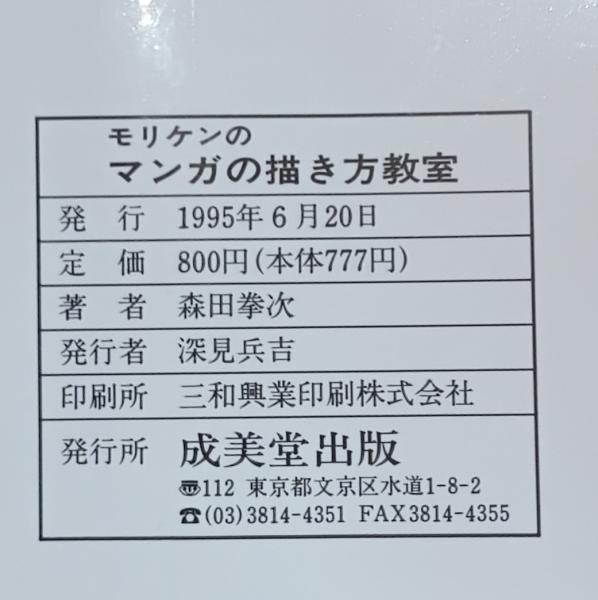 モリケンの
マンガの描き方教室
発 行 1995年6月20日
定 価 800円(本体777円)
著 者 森田拳次
発行者 深見兵吉
印刷所 三和興業印刷株式会社
発行所 成美堂出版
〠112 東京都文京区水道1-8-2
☎(03)3814-4351 FAX3814-4355